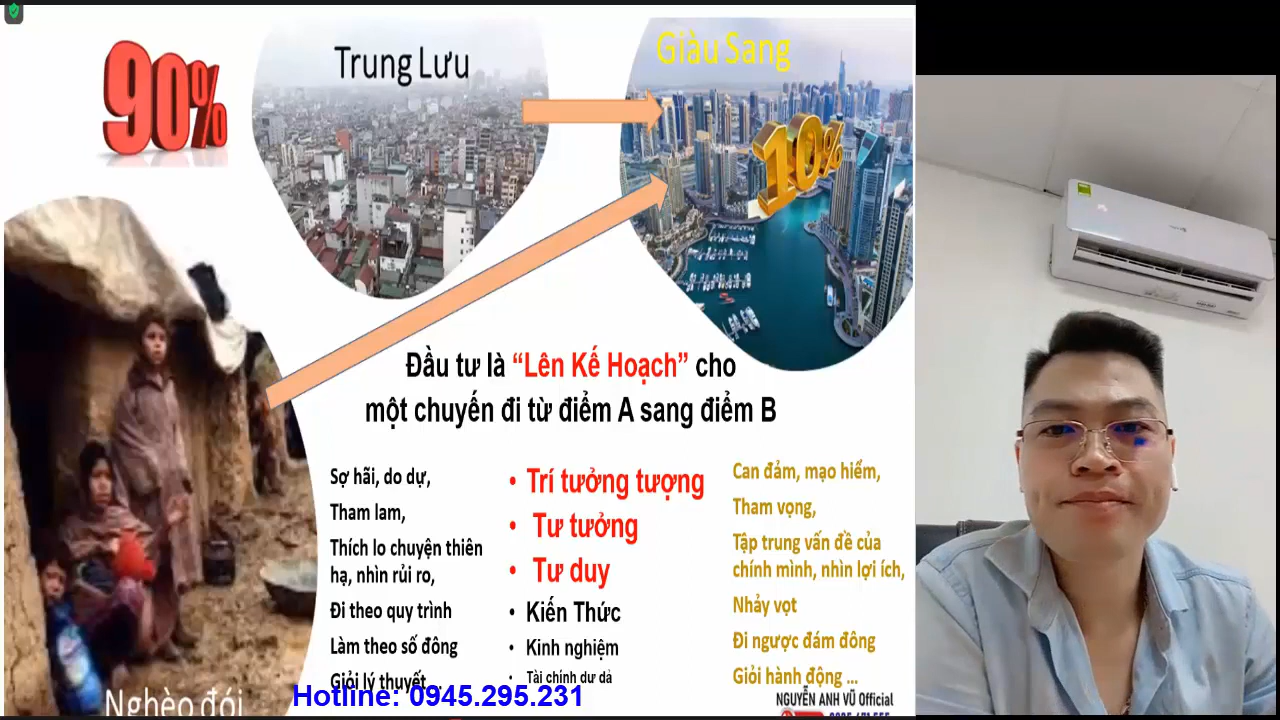 90%
Trung Lưu
Giàu Sang
10%
Đầu tư là “Lên Kế Hoạch” cho
một chuyến đi từ điểm A sang điểm B
Sợ hãi, do dự,
Tham lam,
Thích lo chuyện thiên
hạ, nhìn rủi ro,
Đi theo quy trình
Làm theo số đông
Giỏi lý thuyết
• Trí tưởng tượng
• Tư tưởng
• Tư duy
• Kiến Thức
• Kinh nghiệm
• Tài chính dư dả
Can đảm, mạo hiểm,
Tham vọng,
Tập trung vấn đề của
chính mình, nhìn lợi ích,
Nhảy vọt
Đi ngược đám đông
Giỏi hành động ...
Nghèo đói
Hotline: 0945.295.231
NGUYỄN ANH VŨ Official